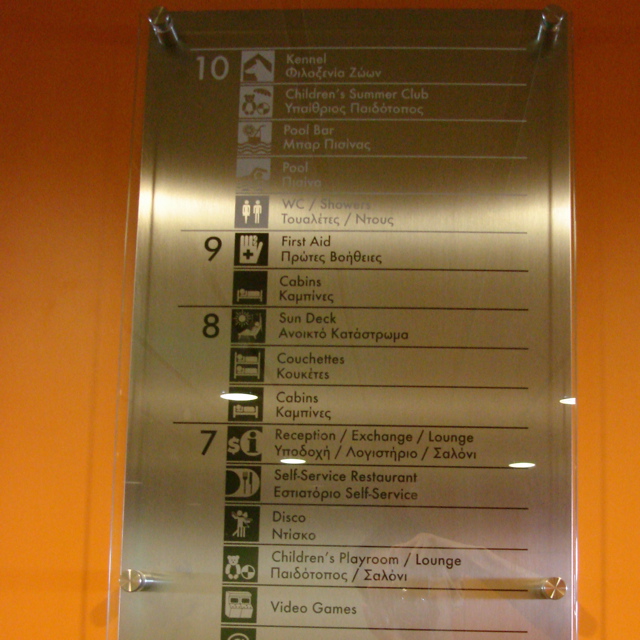 10
Kennel
Φιλοξενία Ζώων
Children's Summer Club
Υπαίθριος Παιδότοπος
Pool Bar
Μπαρ Πισίνας
Pool
Πισίνα
WC / Showers
Τουαλέτες / Ντους
9
First Aid
Πρώτες Βοήθειες
Cabins
Καμπίνες
8
Sun Deck
Ανοικτό Κατάστρωμα
Couchettes
Κουκέτες
Cabins
Καμπίνες
7
$i
Reception / Exchange / Lounge
Υποδοχή / Λογιστήριο / Σαλόνι
Self-Service Restaurant
Εστιατόριο Self-Service
Disco
Ντίσκο
Children's Playroom / Lounge
Παιδότοπος / Σαλόνι
Video Games